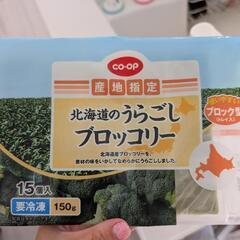 co·op
産地指定
北海道のうらごし
ブロッコリー
北海道産ブロッコリーを、
素材の味をいかしてなめらかにうらごししました。
ブロック型
15個入
要冷凍 150g